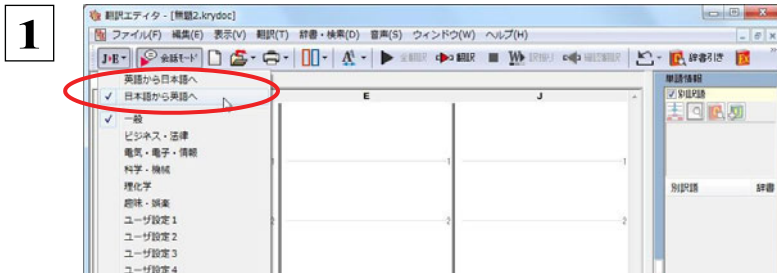 1
翻訳エディタ - [無題2.krydoc]
ファイル(F) 編集(E) 表示(V) 翻訳(T) 辞書・検索(D) 音声(S) ウィンドウ(W) ヘルプ(H)
J▸E 会話モード 全翻訳 翻訳 辞書引き
英語から日本語へ
✓ 日本語から英語へ
✓ 一般
ビジネス・法律
電気・電子・情報
科学・機械
理化学
趣味・娯楽
ユーザ設定1
ユーザ設定2
ユーザ設定3
ユーザ設定4
E J
1 1
2 2
単語情報
別訳語
別訳語 辞書